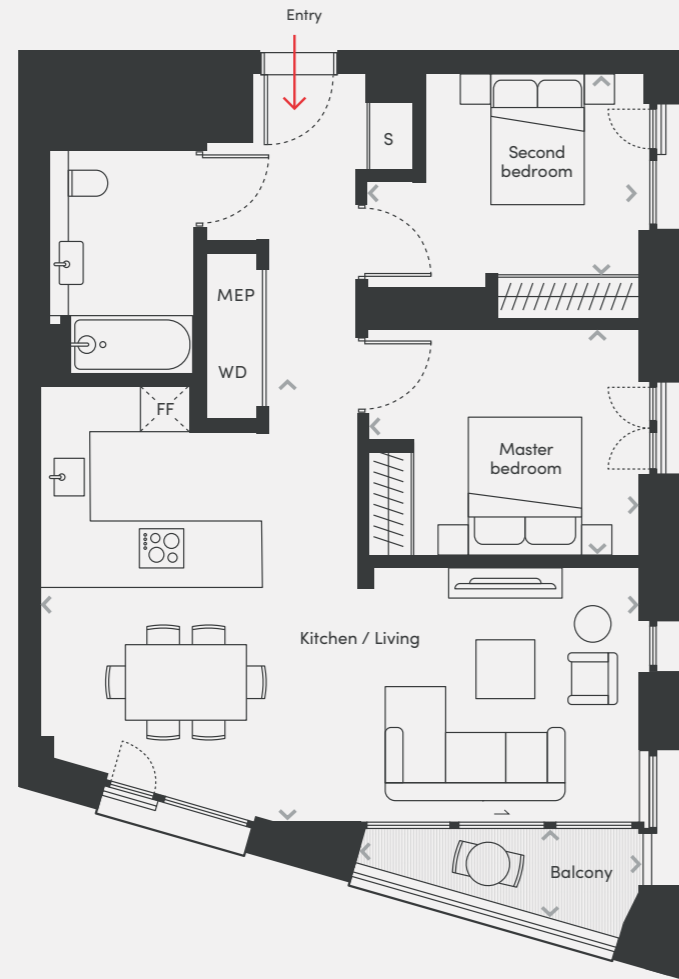 Entry
S
Second
bedroom
MEP
WD
FF
Master
bedroom
Kitchen / Living
Balcony